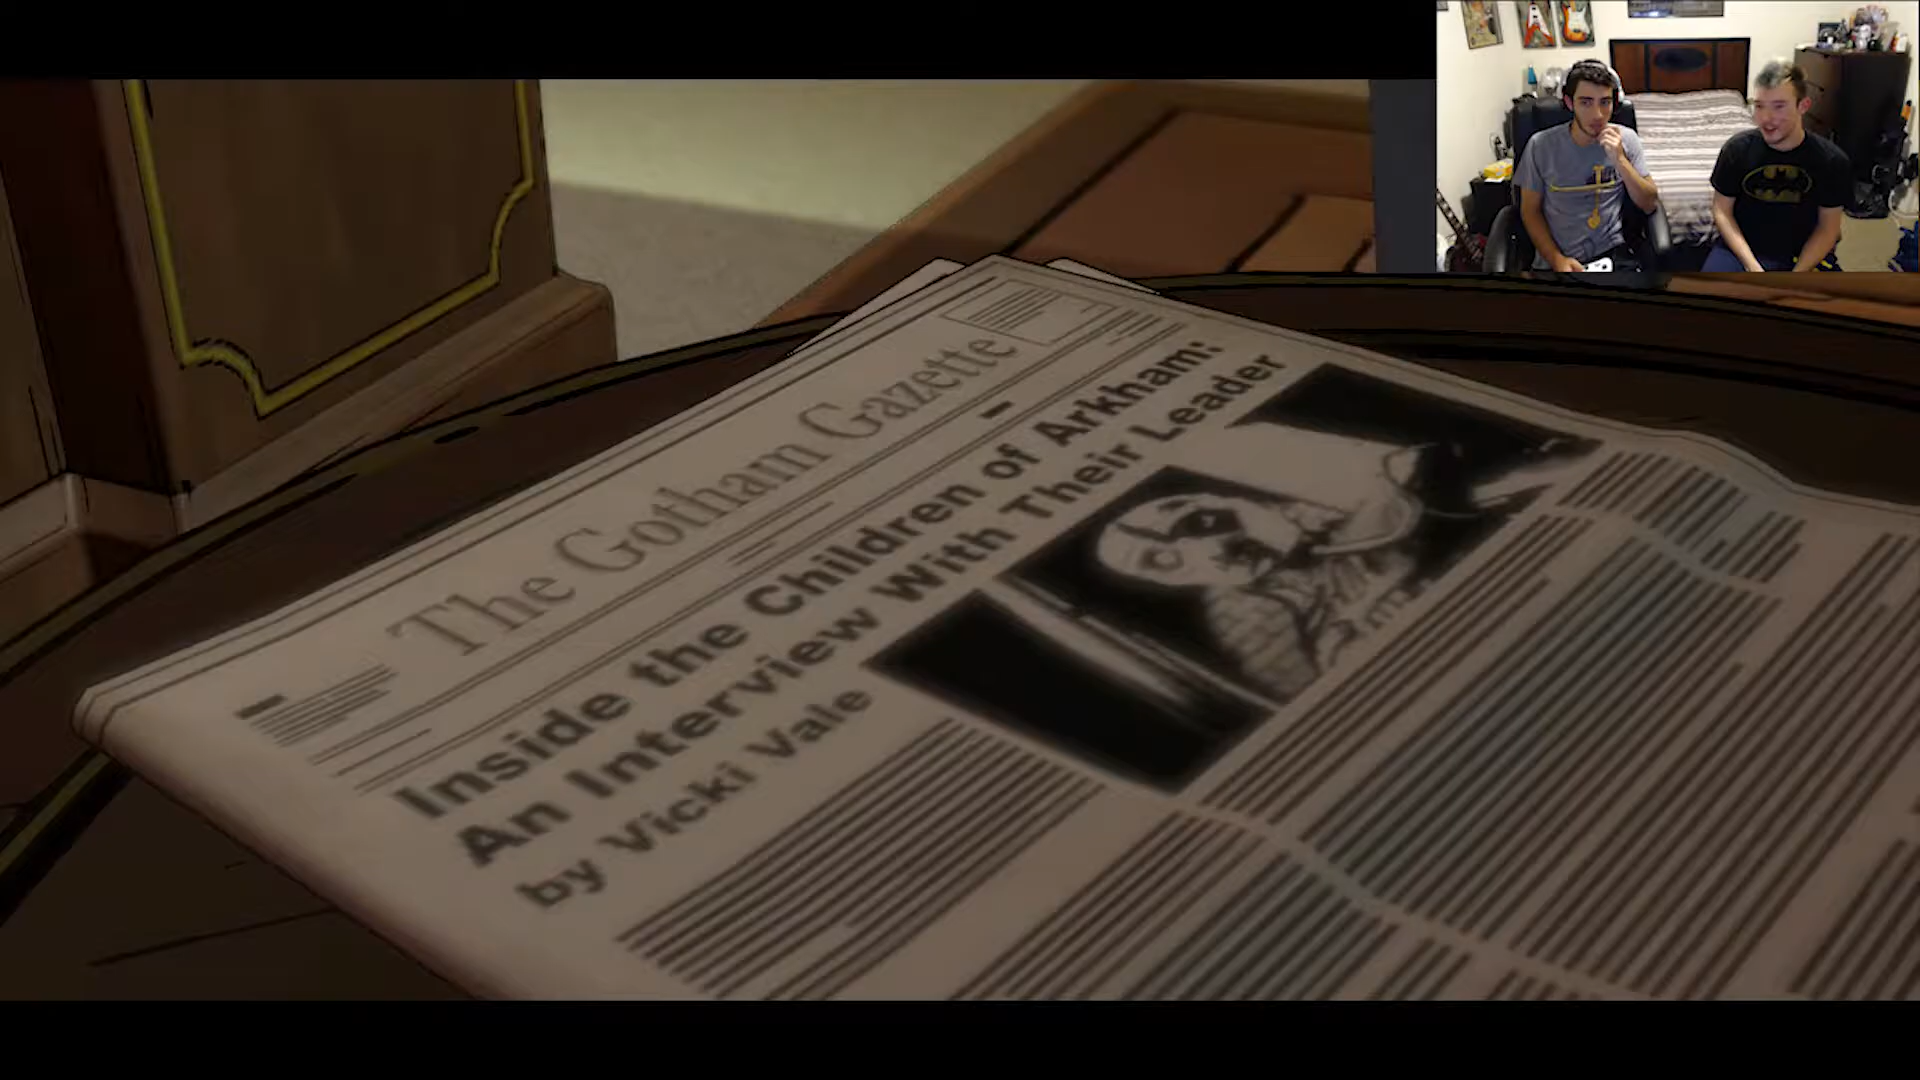 The Gotham Gazette
Inside the Children of Arkham:
An Interview With Their Leader
by Vicki Vale